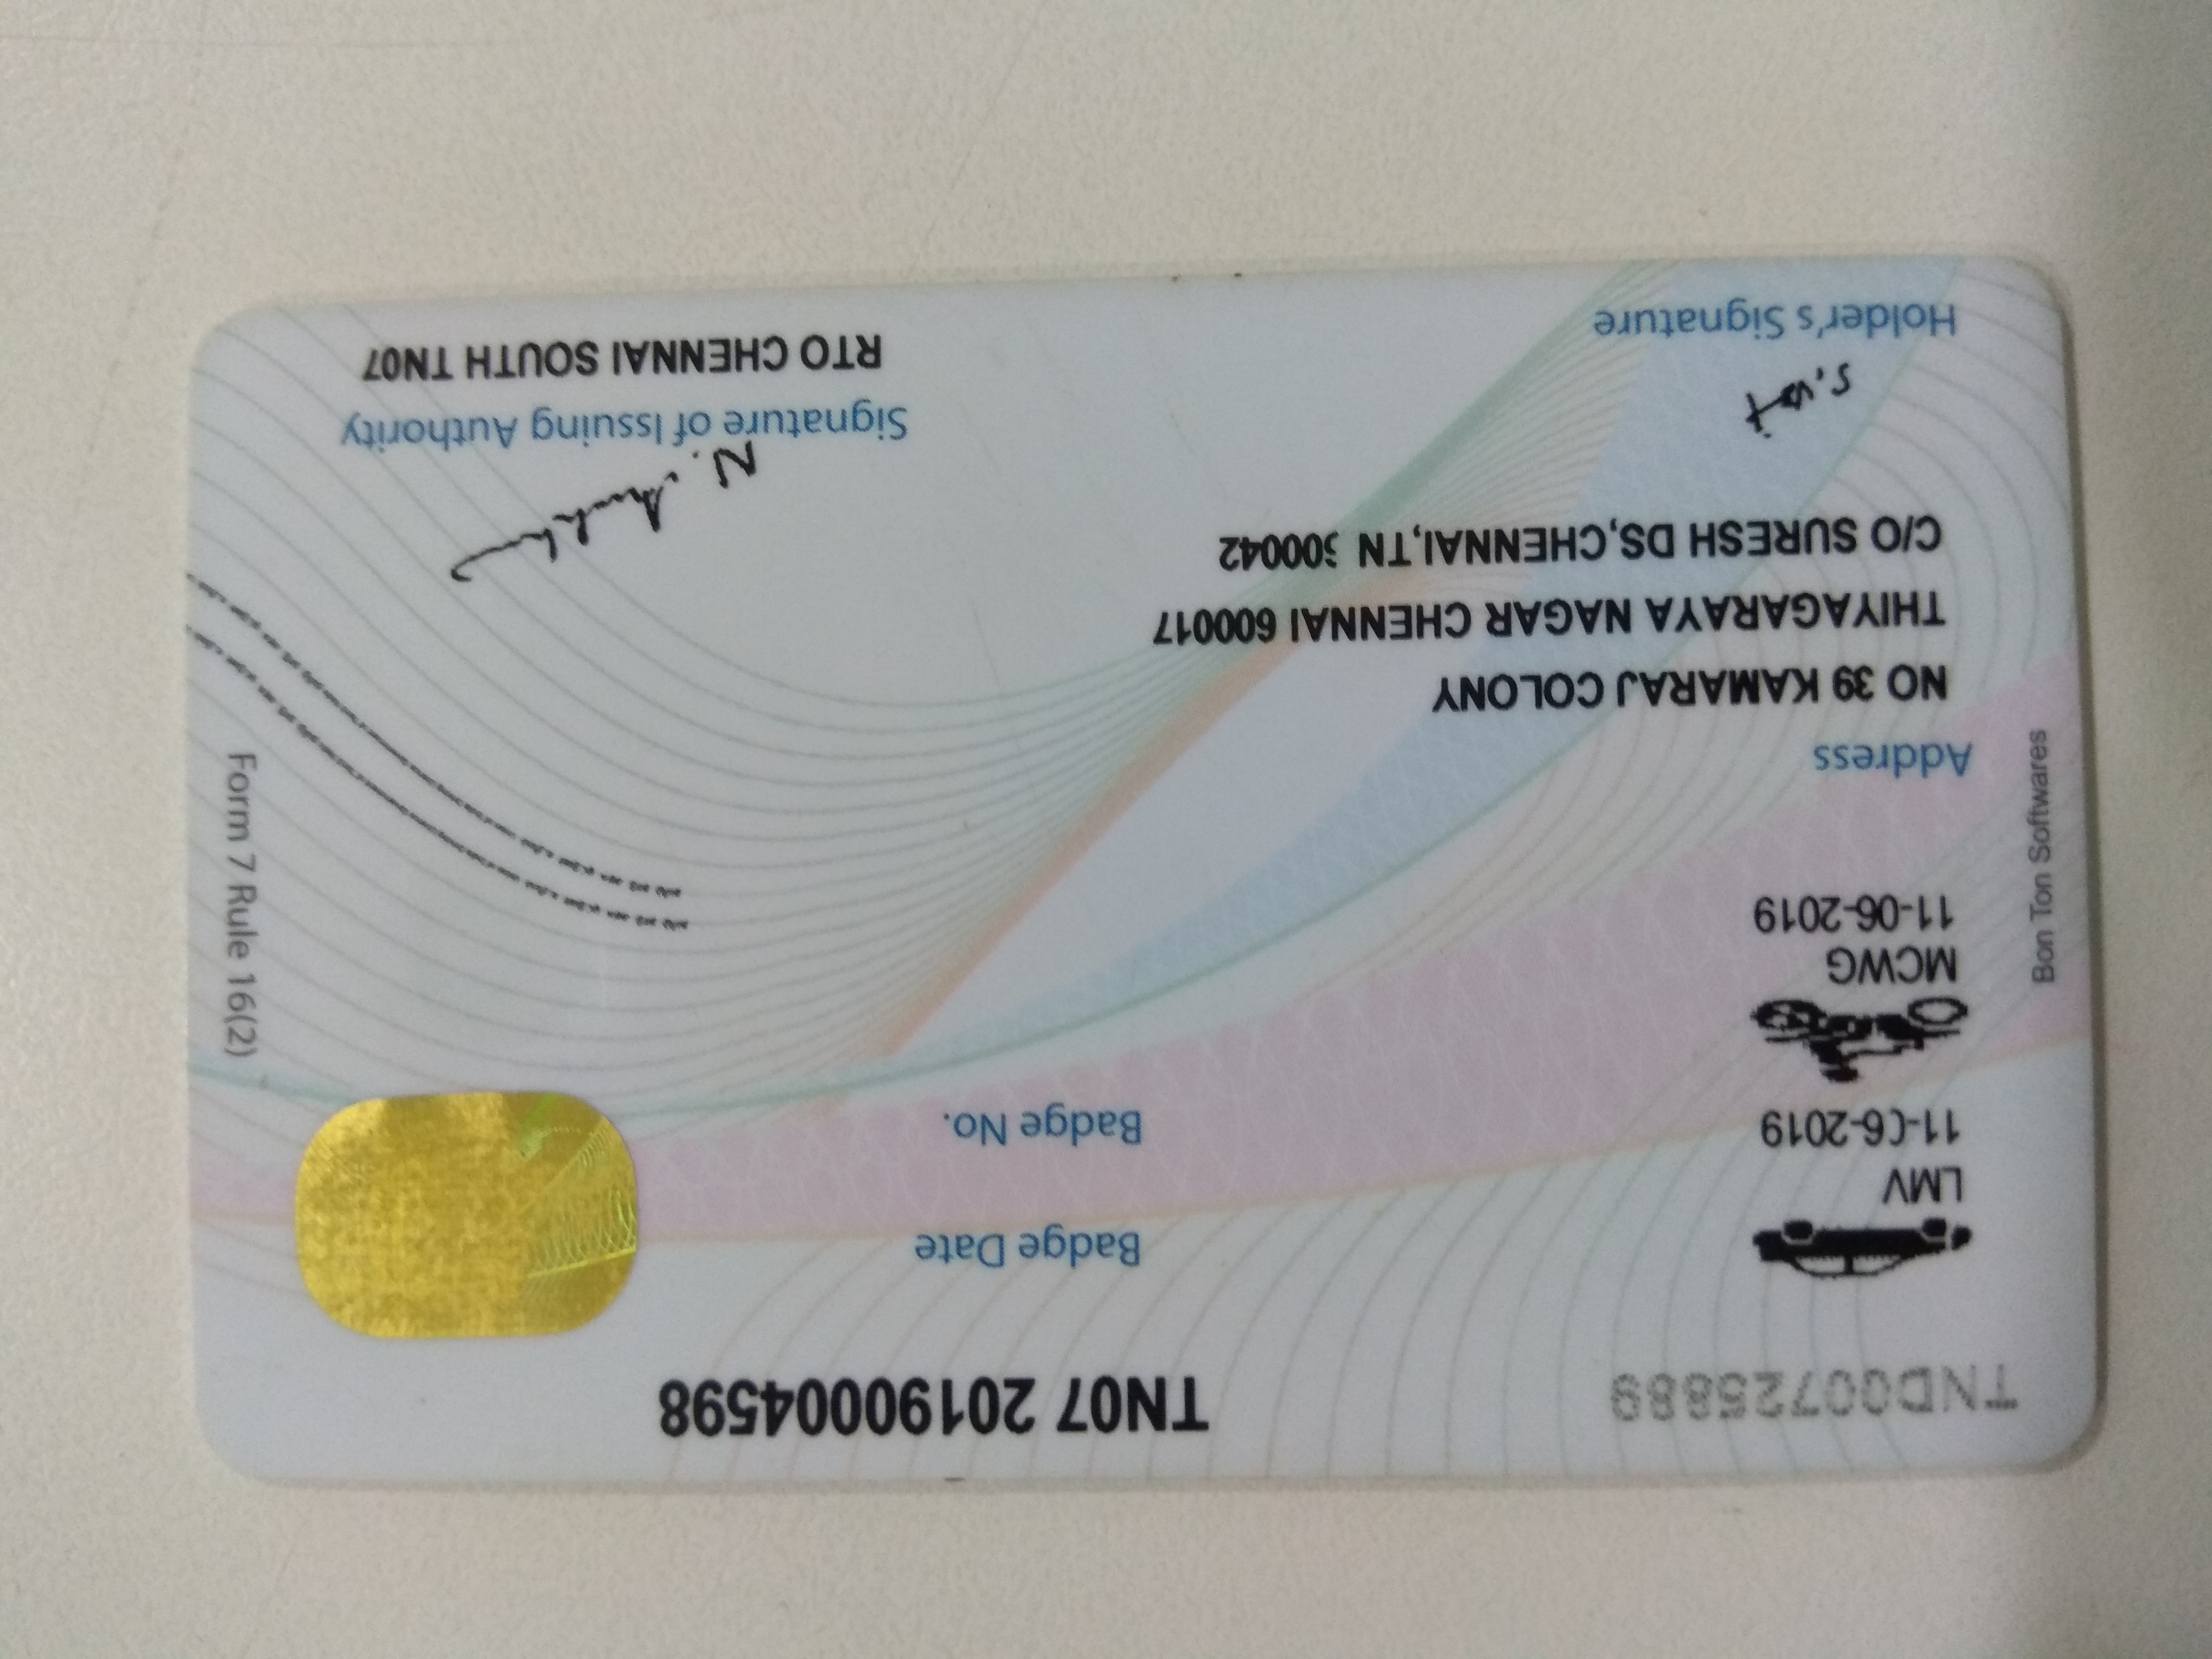 TND00725889
TN07 20190004598
LMV
11-06-2019
Badge Date
Badge No.
MCWG
11-06-2019
Address
NO 39 KAMARAJ COLONY
THIYAGARAYA NAGAR CHENNAI 600017
C/O SURESH DS,CHENNAI,TN 600042
Holder's Signature
Signature of Issuing Authority
RTO CHENNAI SOUTH TN07
Form 7 Rule 16(2)
Bon Ton Softwares